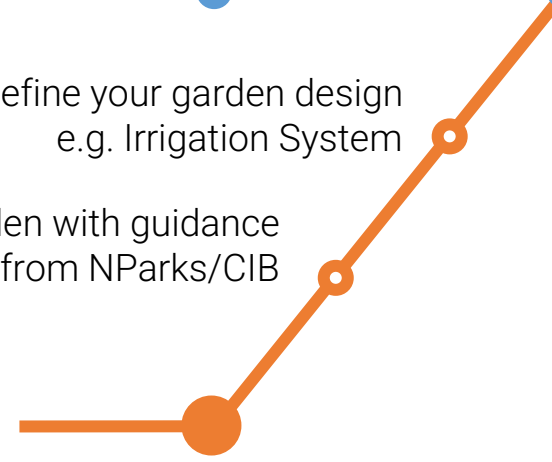 efine your garden design
e.g. Irrigation System
len with guidance
from NParks/CIB